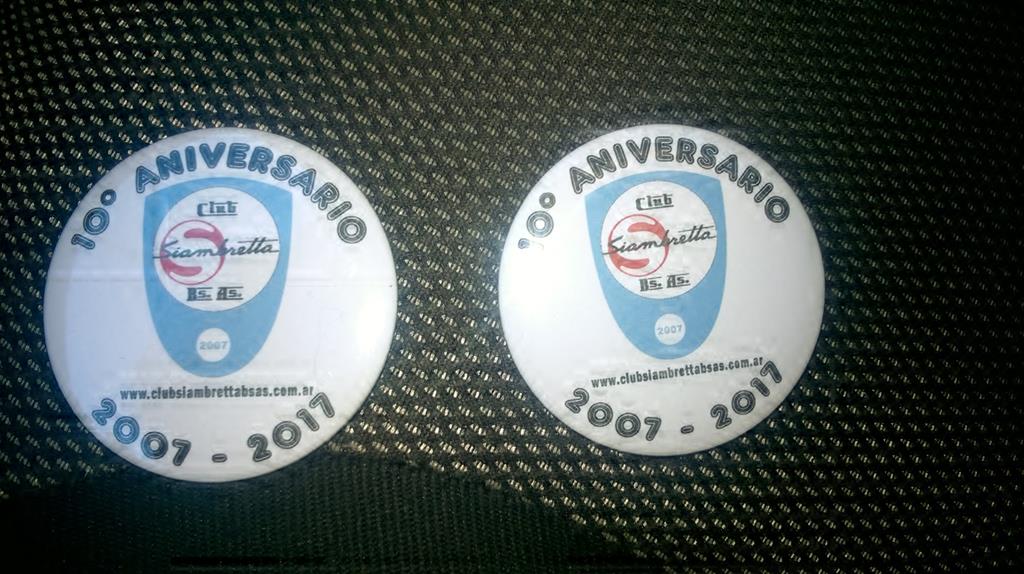 10° ANIVERSARIO
Club
Siambretta
Bs. As.
2007
www.clubsiambrettabsas.com.ar
2007 - 2017
10° ANIVERSARIO
Club
Siambretta
Bs. As.
2007
www.clubsiambrettabsas.com.ar
2007 - 2017